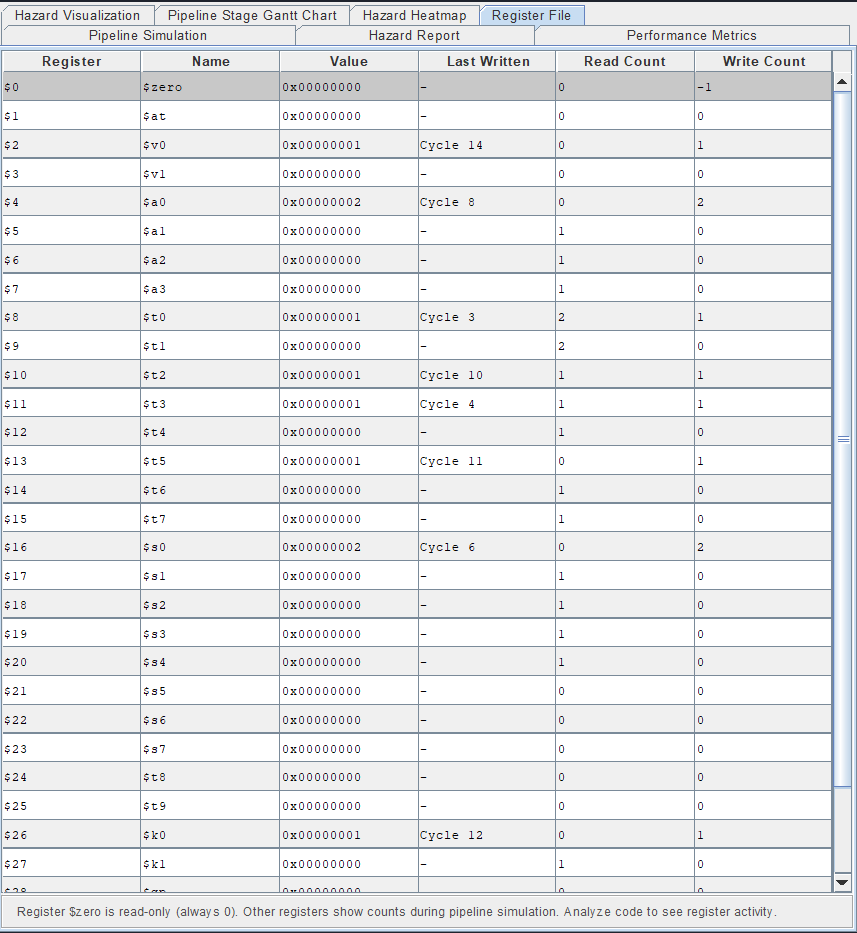 Hazard Visualization Pipeline Stage Gantt Chart Hazard Heatmap Register File
Pipeline Simulation Hazard Report Performance Metrics
Register Name Value Last Written Read Count Write Count
$0 $zero 0x00000000 - 0 -1
$1 $at 0x00000000 - 0 0
$2 $v0 0x00000001 Cycle 14 0 1
$3 $v1 0x00000000 - 0 0
$4 $a0 0x00000002 Cycle 8 0 2
$5 $a1 0x00000000 - 1 0
$6 $a2 0x00000000 - 1 0
$7 $a3 0x00000000 - 1 0
$8 $t0 0x00000001 Cycle 3 2 1
$9 $t1 0x00000000 - 2 0
$10 $t2 0x00000001 Cycle 10 1 1
$11 $t3 0x00000001 Cycle 4 1 1
$12 $t4 0x00000000 - 1 0
$13 $t5 0x00000001 Cycle 11 0 1
$14 $t6 0x00000000 - 1 0
$15 $t7 0x00000000 - 1 0
$16 $s0 0x00000002 Cycle 6 0 2
$17 $s1 0x00000000 - 1 0
$18 $s2 0x00000000 - 1 0
$19 $s3 0x00000000 - 1 0
$20 $s4 0x00000000 - 1 0
$21 $s5 0x00000000 - 0 0
$22 $s6 0x00000000 - 0 0
$23 $s7 0x00000000 - 0 0
$24 $t8 0x00000000 - 0 0
$25 $t9 0x00000000 - 0 0
$26 $k0 0x00000001 Cycle 12 0 1
$27 $k1 0x00000000 - 1 0
Register $zero is read-only (always 0). Other registers show counts during pipeline simulation. Analyze code to see register activity.